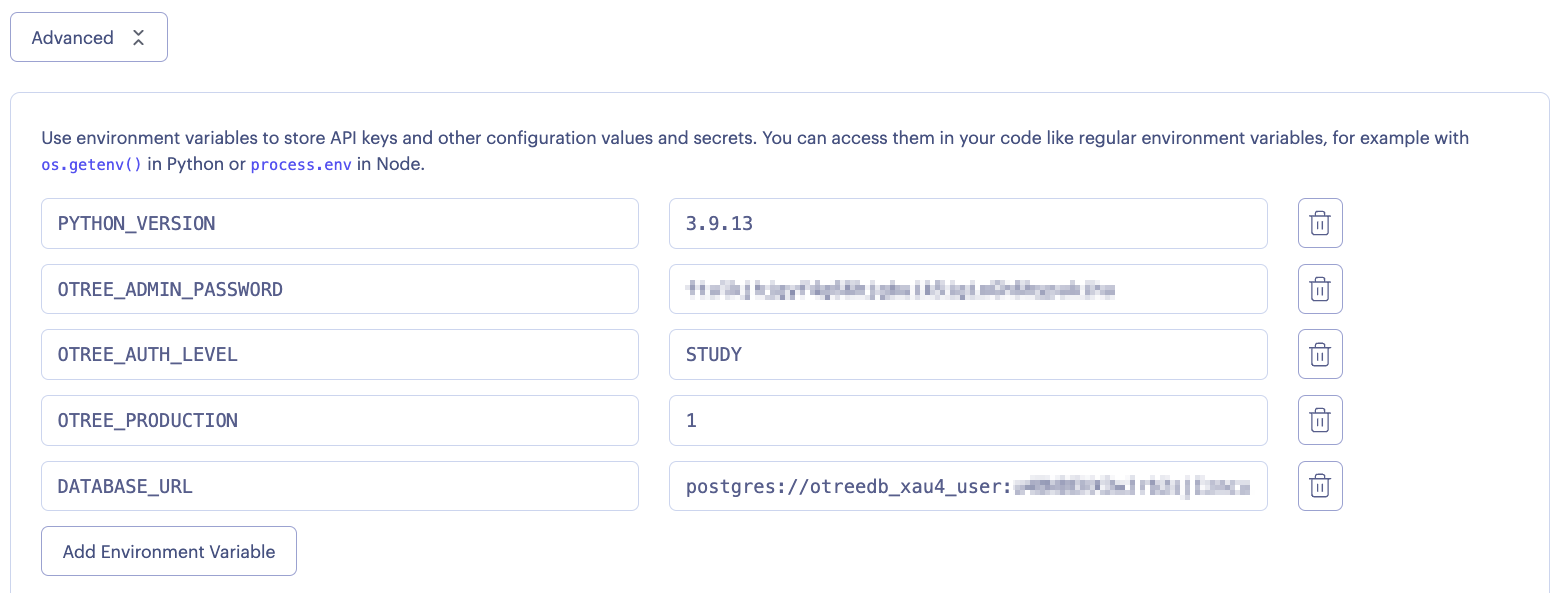 Advanced
Use environment variables to store API keys and other configuration values and secrets. You can access them in your code like regular environment variables, for example with
os.getenv() in Python or process.env in Node.
PYTHON_VERSION 3.9.13
OTREE_ADMIN_PASSWORD
OTREE_AUTH_LEVEL STUDY
OTREE_PRODUCTION 1
DATABASE_URL postgres://otreedb_xau4_user:
Add Environment Variable